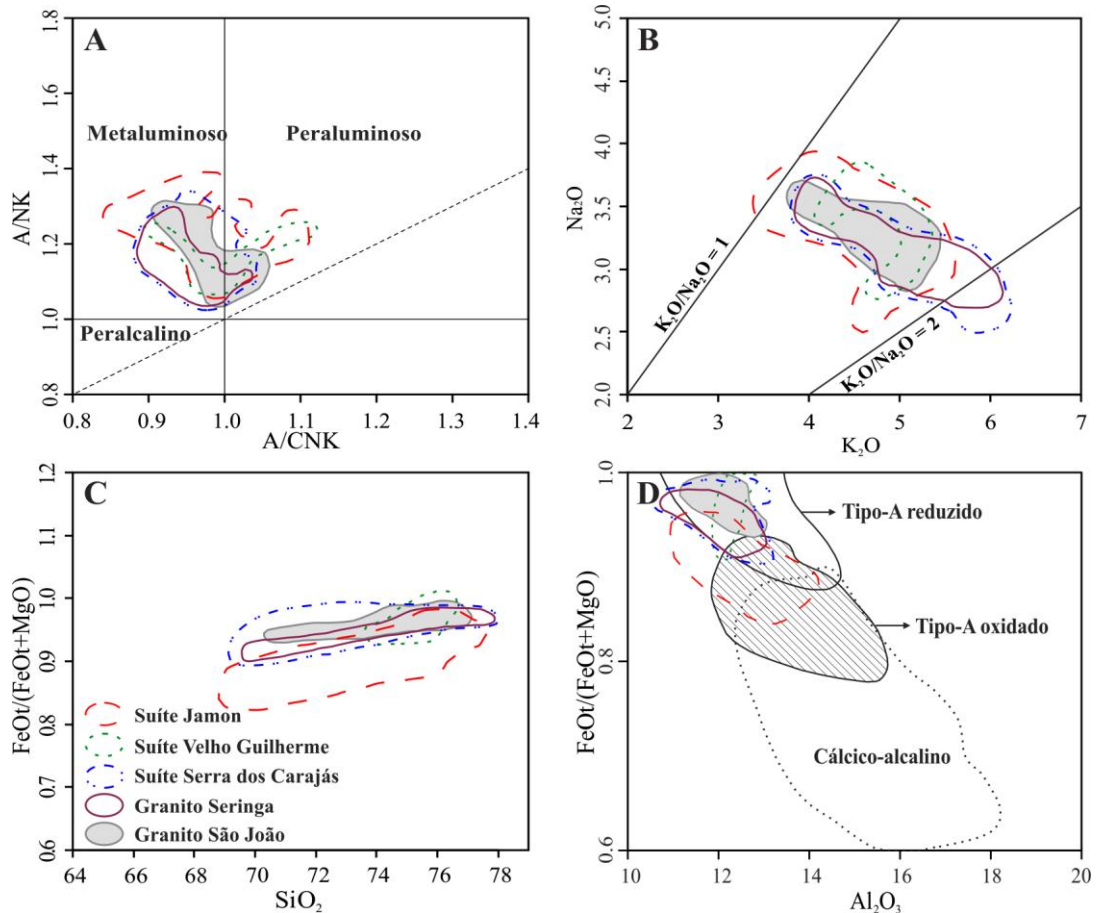 A
A/NK
1.8
1.6
1.4
1.2
1.0
0.8
Metaluminoso
Peraluminoso
Peralcalino
0.8 0.9 1.0 1.1 1.2 1.3 1.4
A/CNK
B
Na₂O
5.0
4.5
4.0
3.5
3.0
2.5
2.0
K₂O/Na₂O = 1
K₂O/Na₂O = 2
2 3 4 5 6 7
K₂O
C
FeOt/(FeOt+MgO)
1.2
1.1
1.0
0.9
0.8
0.7
0.6
Suíte Jamon
Suíte Velho Guilherme
Suíte Serra dos Carajás
Granito Seringa
Granito São João
64 66 68 70 72 74 76 78
SiO₂
D
FeOt/(FeOt+MgO)
1.0
0.8
0.6
Tipo-A reduzido
Tipo-A oxidado
Cálcico-alcalino
10 12 14 16 18 20
Al₂O₃